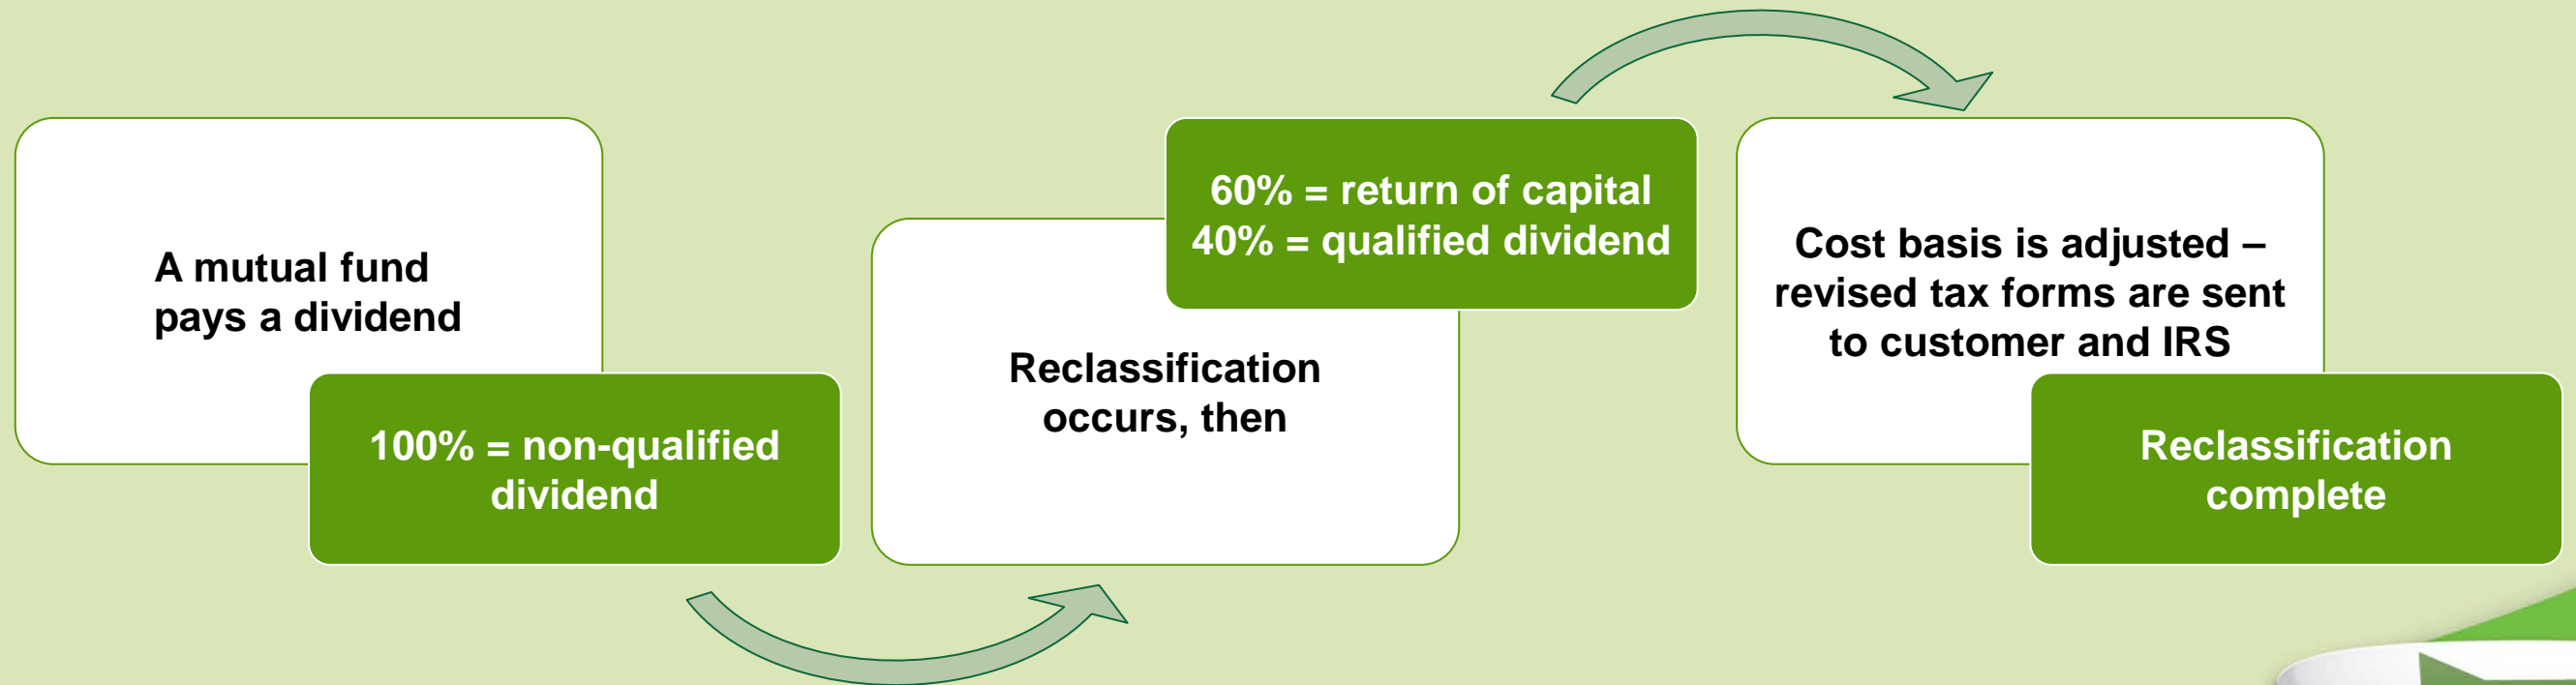 A mutual fund
pays a dividend
100% = non-qualified
dividend
Reclassification
occurs, then
60% = return of capital
40% = qualified dividend
Cost basis is adjusted –
revised tax forms are sent
to customer and IRS
Reclassification
complete